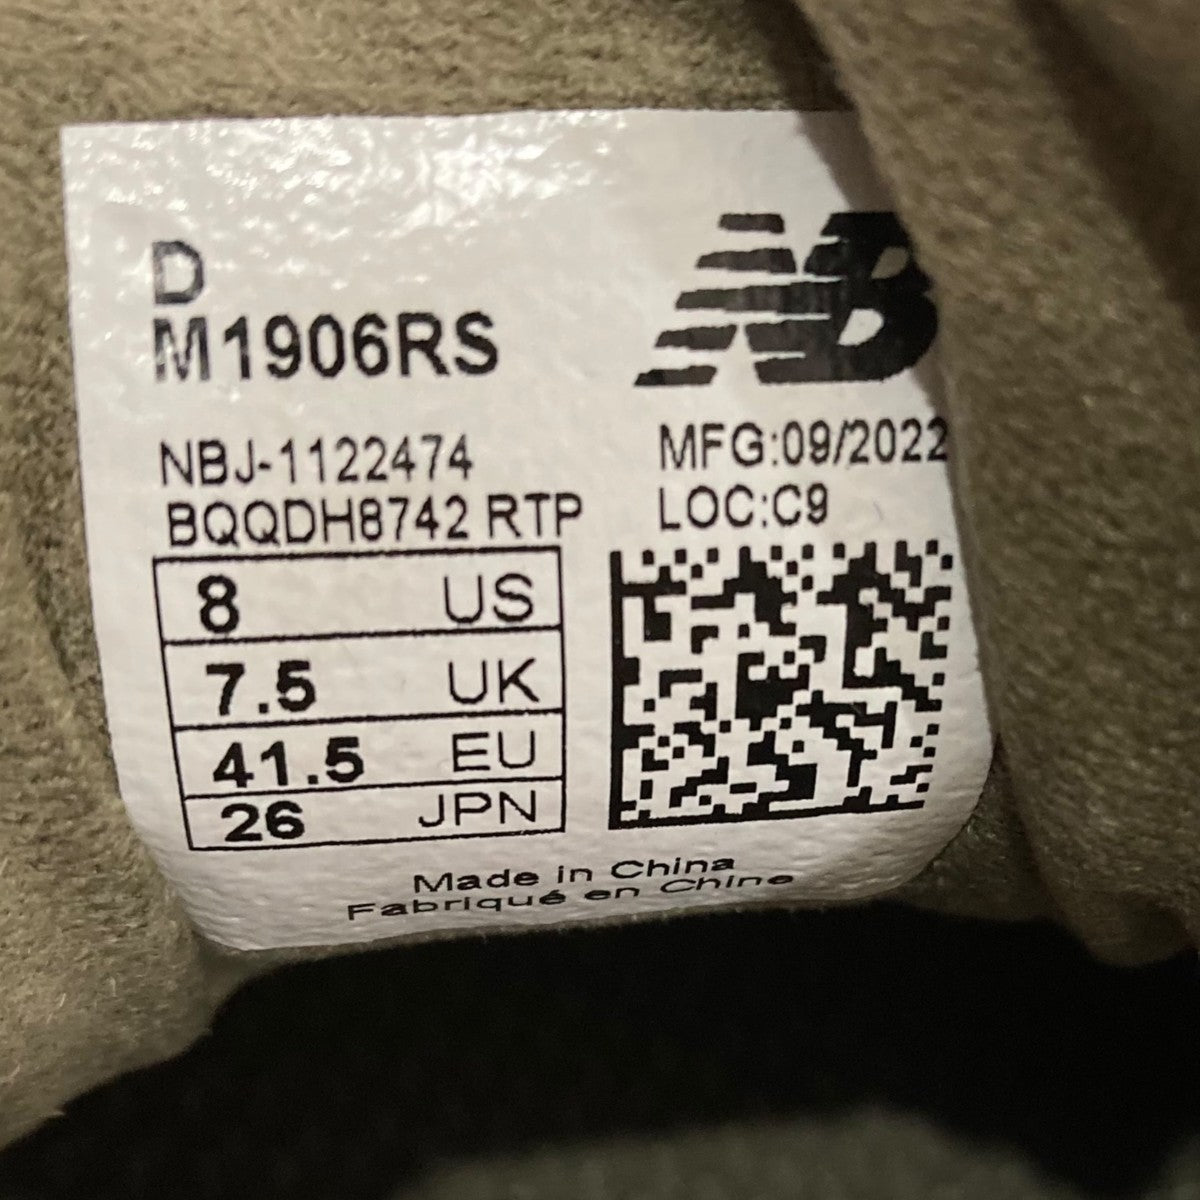 D
M1906RS
NB
NBJ-1122474
MFG:09/2022
BQQDH8742 RTP
LOC:C9
8 US
7.5 UK
41.5 EU
26 JPN
Made in China
Fabriqué en Chine